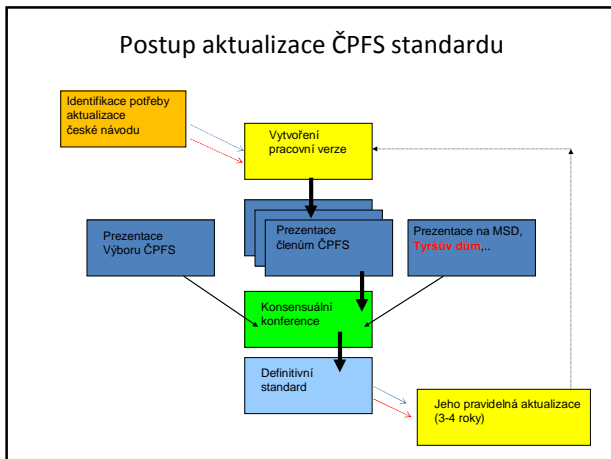 Postup aktualizace ČPFS standardu
Identifikace potřeby
aktualizace
české návodu
Vytvoření
pracovní verze
Prezentace
Výboru ČPFS
Prezentace
členům ČPFS
Prezentace na MSD,
Tyršův dům,..
Konsensuální
konference
Definitivní
standard
Jeho pravidelná aktualizace
(3-4 roky)